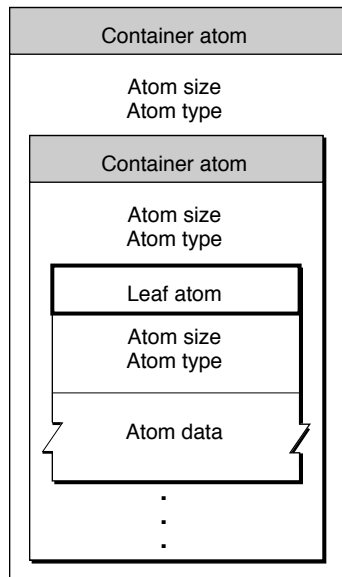 Container atom
Atom size
Atom type
Container atom
Atom size
Atom type
Leaf atom
Atom size
Atom type
Atom data